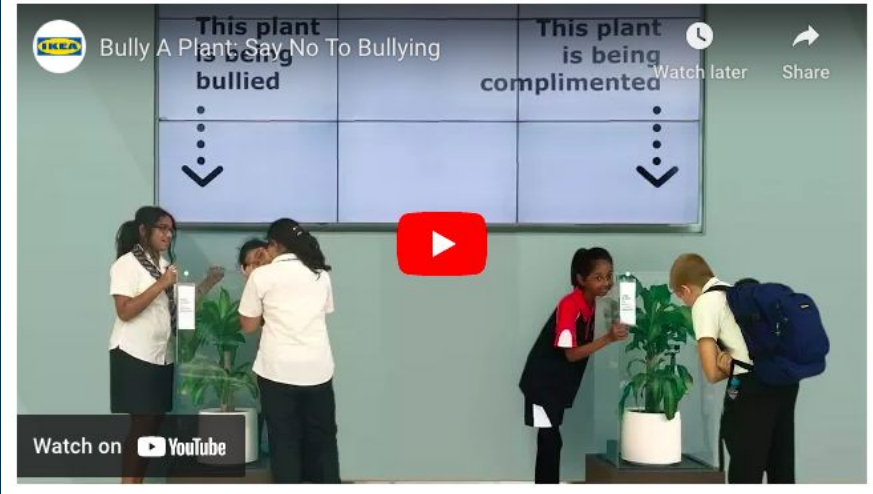 IKEA
Bully A Plant: Say No To Bullying
Watch later
Share
This plant
is being
bullied
This plant
is being
complimented
Watch on YouTube